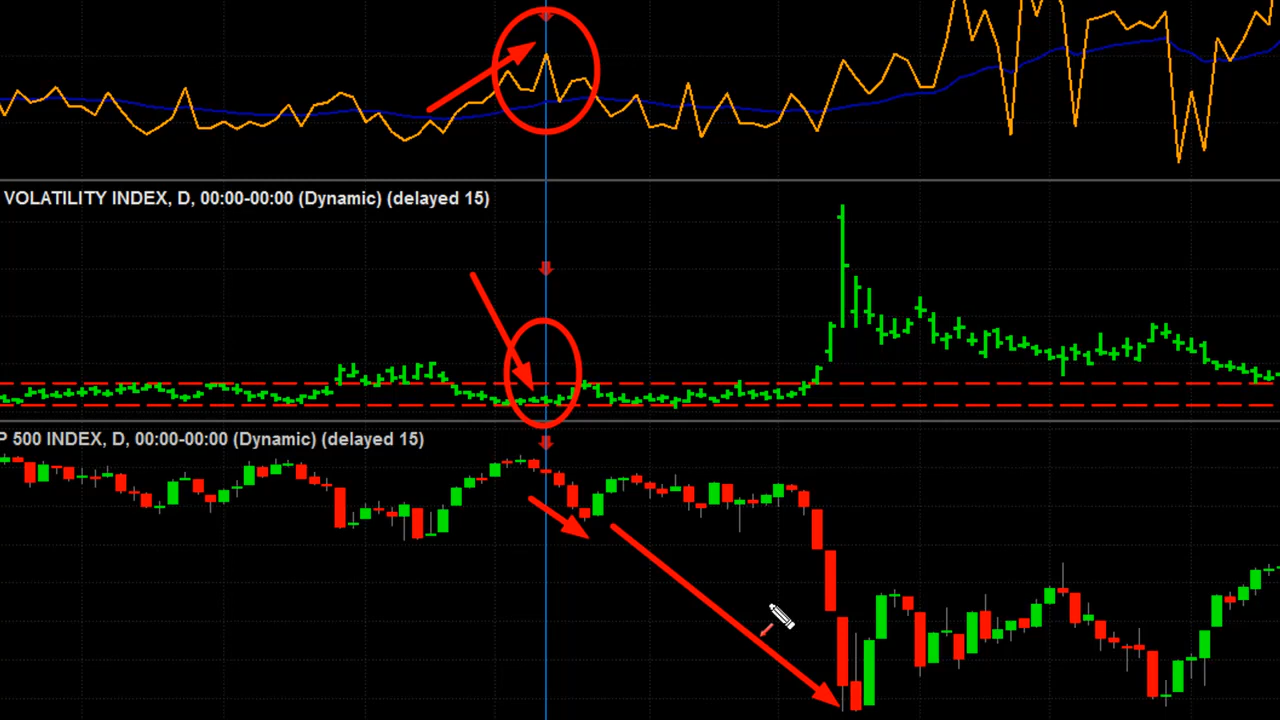 VOLATILITY INDEX, D, 00:00-00:00 (Dynamic) (delayed 15)
P 500 INDEX, D, 00:00-00:00 (Dynamic) (delayed 15)